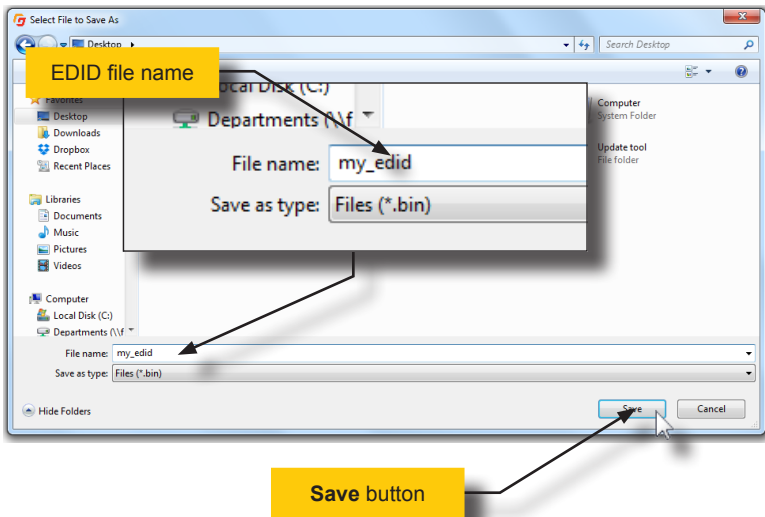 Select File to Save As
Desktop
Search Desktop
EDID file name
Favorites
Desktop
Downloads
Dropbox
Recent Places
Libraries
Documents
Music
Pictures
Videos
Computer
Local Disk (C:)
Departments (\\f
Local Disk (C:)
Departments (\\f
File name: my_edid
Save as type: Files (*.bin)
Computer
System Folder
Update tool
File folder
File name: my_edid
Save as type: Files (*.bin)
Hide Folders
Save
Cancel
Save button